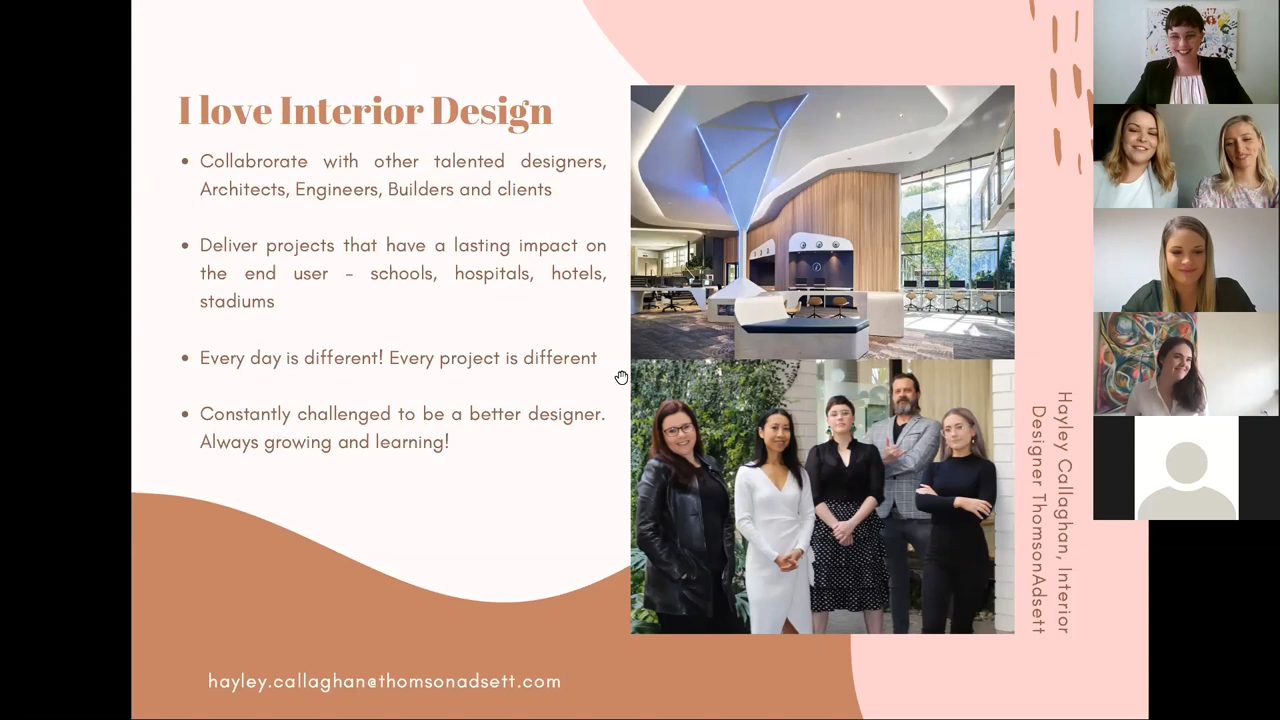 I love Interior Design
Collabrorate with other talented designers,
Architects, Engineers, Builders and clients
Deliver projects that have a lasting impact on
the end user - schools, hospitals, hotels,
stadiums
Every day is different! Every project is different
Constantly challenged to be a better designer.
Always growing and learning!
hayley.callaghan@thomsonadsett.com
Hayley Callaghan, Interior
Designer ThomsonAdsett